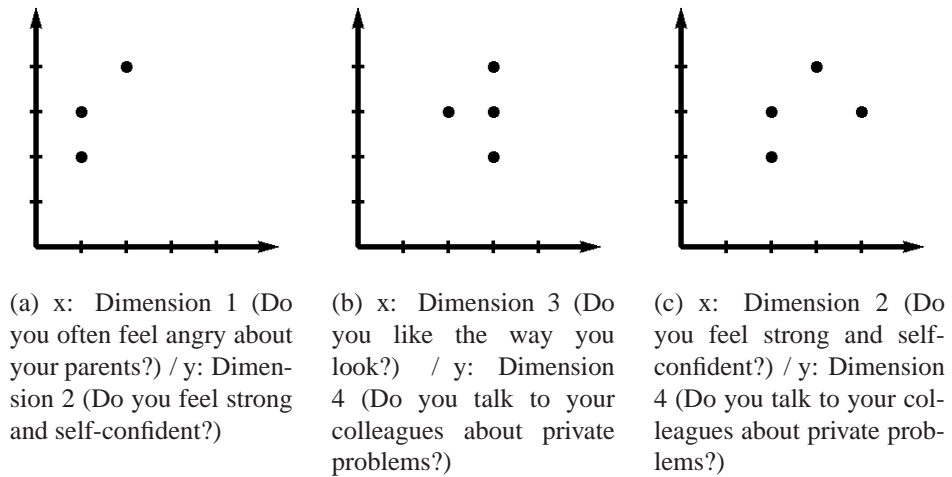 (a) x: Dimension 1 (Do
you often feel angry about
your parents?) / y: Dimen-
sion 2 (Do you feel strong
and self-confident?)
(b) x: Dimension 3 (Do
you like the way you
look?) / y: Dimension
4 (Do you talk to your
colleagues about private
problems?)
(c) x: Dimension 2 (Do
you feel strong and self-
confident?) / y: Dimension
4 (Do you talk to your col-
leagues about private prob-
lems?)